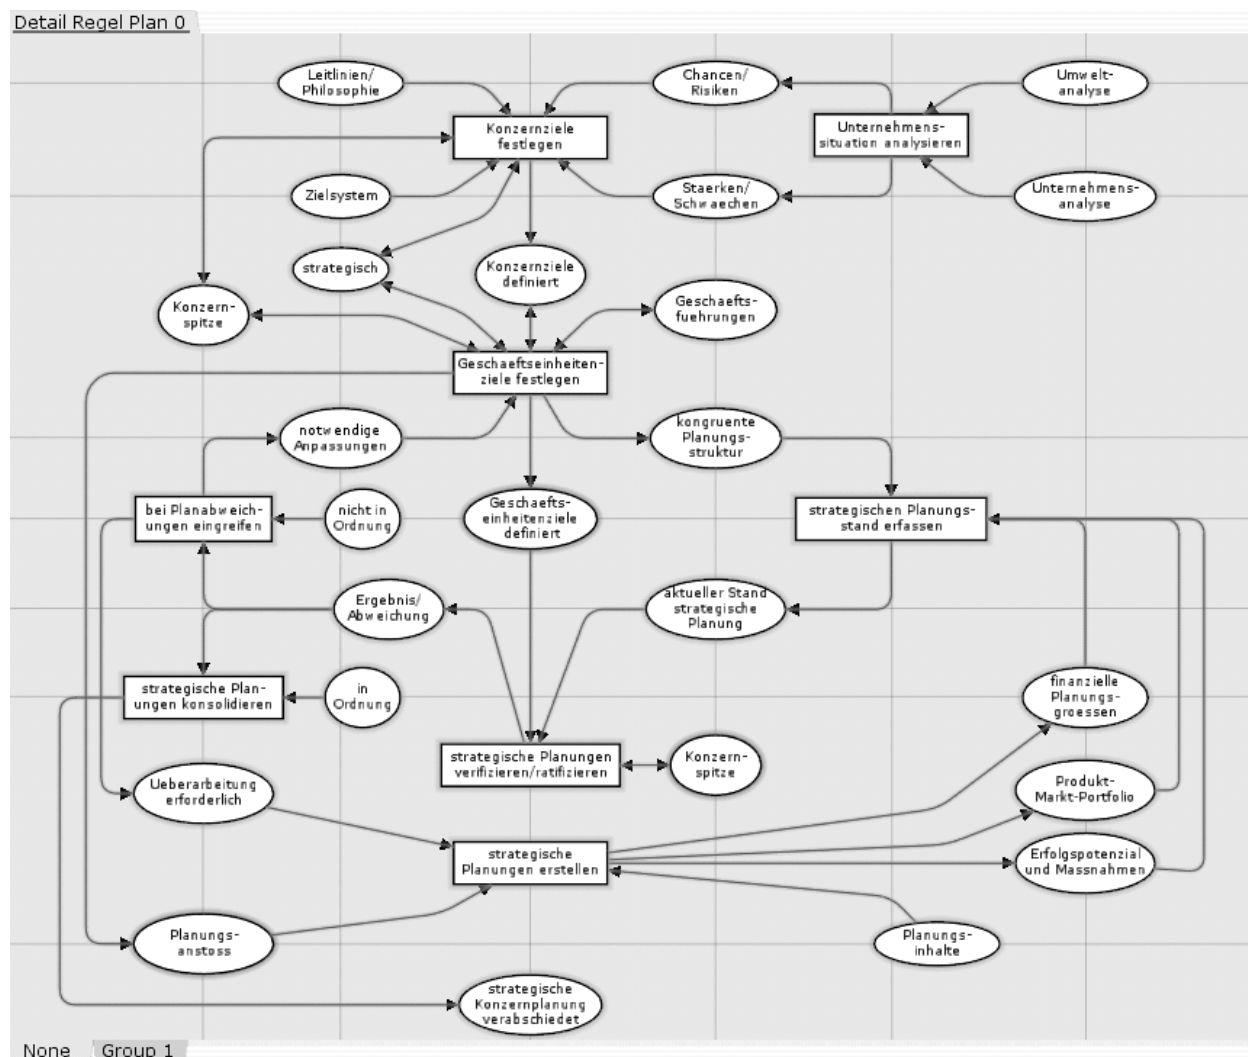 Detail Regel Plan 0
Leitlinien/
Philosophie
Chancen/
Risiken
Umwelt-
analyse
Konzernziele
festlegen
Unternehmens-
situation analysieren
Zielsystem
Staerken/
Schwaechen
Unternehmens-
analyse
strategisch
Konzernziele
definiert
Konzern-
spitze
Geschaefts-
fuehrungen
Geschaeftseinheiten-
ziele festlegen
notwendige
Anpassungen
kongruente
Planungs-
struktur
bei Planabweich-
ungen eingreifen
nicht in
Ordnung
Geschaefts-
einheitenziele
definiert
strategischen Planungs-
stand erfassen
Ergebnis/
Abweichung
aktueller Stand
strategische
Planung
strategische Plan-
ungen konsolidieren
in
Ordnung
finanzielle
Planungs-
groessen
strategische Planungen
verifizieren/ratifizieren
Konzern-
spitze
Ueberarbeitung
erforderlich
Produkt-
Markt-Portfolio
strategische
Planungen erstellen
Erfolgspotenzial
und Massnahmen
Planungs-
anstoss
Planungs-
inhalte
strategische
Konzernplanung
verabschiedet
None
Group 1